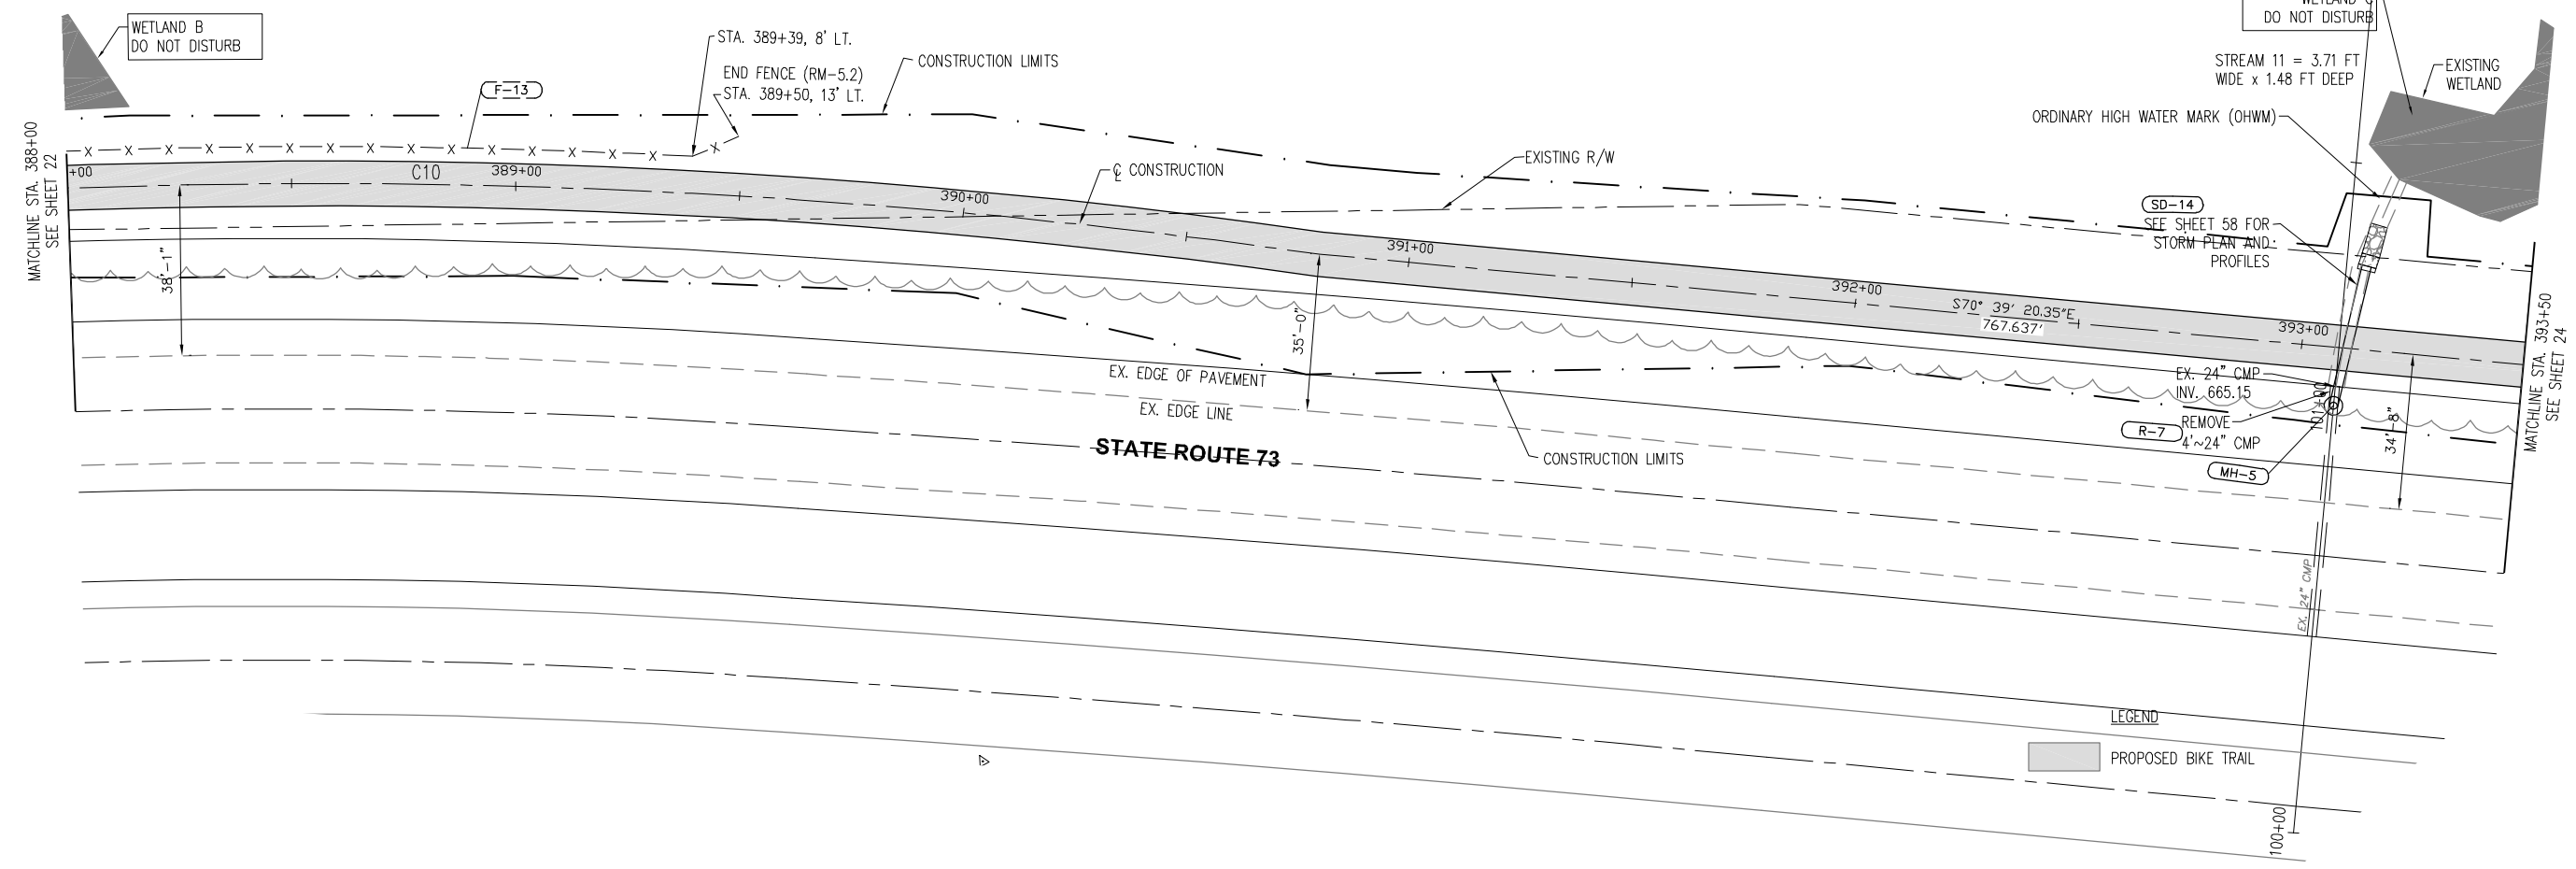 WETLAND B
DO NOT DISTURB
MATCHLINE STA. 388+00
SEE SHEET 22
F-13
STA. 389+39, 8' LT.
END FENCE (RM-5.2)
STA. 389+50, 13' LT.
CONSTRUCTION LIMITS
+00
C10
389+00
390+00
℄ CONSTRUCTION
EXISTING R/W
391+00
392+00
S70° 39' 20.35"E
767.637'
393+00
38'-1"
35'-0"
34'-8"
EX. EDGE OF PAVEMENT
EX. EDGE LINE
STATE ROUTE 73
CONSTRUCTION LIMITS
DO NOT DISTURB
STREAM 11 = 3.71 FT
WIDE x 1.48 FT DEEP
EXISTING
WETLAND
ORDINARY HIGH WATER MARK (OHWM)
SD-14
SEE SHEET 58 FOR
STORM PLAN AND
PROFILES
EX. 24" CMP
INV. 665.15
R-7
REMOVE
4'~24" CMP
MH-5
EX. 24" CMP
100+00
MATCHLINE STA. 393+50
SEE SHEET 24
LEGEND
PROPOSED BIKE TRAIL